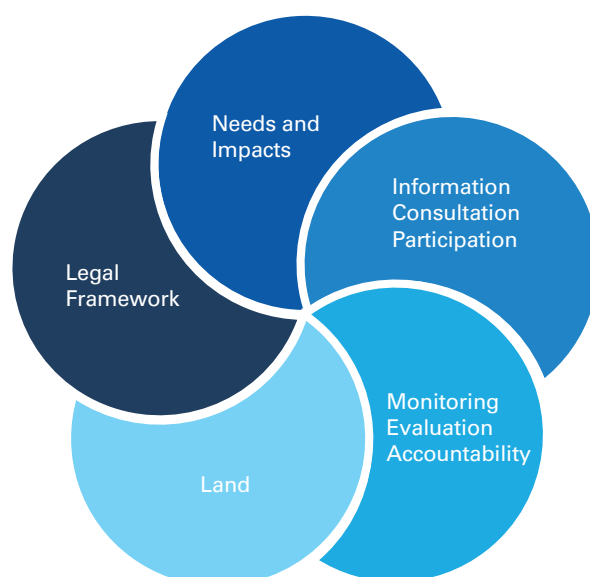 Needs and
Impacts
Information
Consultation
Participation
Legal
Framework
Monitoring
Evaluation
Accountability
Land